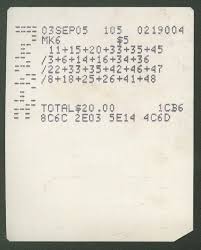 03SEP05 105 0219004
MK6 $5
11+15+20+33+35+45
/3+6+14+16+34+36
/22+33+35+42+46+47
/8+18+25+26+41+48
TOTAL$20.00 1CB6
8C6C 2E03 5E14 4C6D